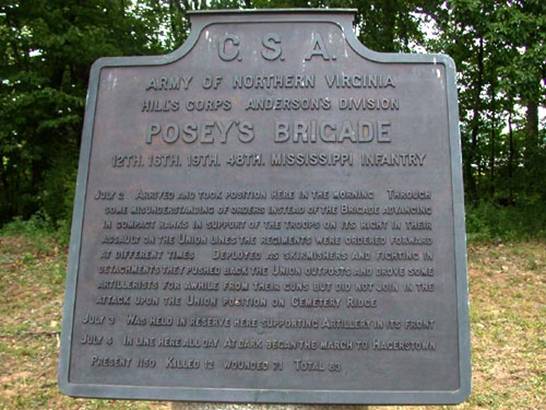 C. S. A.
ARMY OF NORTHERN VIRGINIA
HILL'S CORPS ANDERSON'S DIVISION
POSEY'S BRIGADE
12TH. 16TH. 19TH. 48TH. MISSISSIPPI INFANTRY
JULY 2 ARRIVED AND TOOK POSITION HERE IN THE MORNING THROUGH
SOME MISUNDERSTANDING OF ORDERS INSTEAD OF THE BRIGADE ADVANCING
IN COMPACT RANKS IN SUPPORT OF THE TROOPS ON ITS RIGHT IN THEIR
ASSAULT ON THE UNION LINES THE REGIMENTS WERE ORDERED FORWARD
AT DIFFERENT TIMES DEPLOYED AS SKIRMISHERS AND FIGHTING IN
DETACHMENTS THEY PUSHED BACK THE UNION OUTPOSTS AND DROVE SOME
ARTILLERISTS FOR AWHILE FROM THEIR GUNS BUT DID NOT JOIN IN THE
ATTACK UPON THE UNION POSITION ON CEMETERY RIDGE
JULY 3 WAS HELD IN RESERVE HERE SUPPORTING ARTILLERY IN ITS FRONT
JULY 4 IN LINE HERE ALL DAY AT DARK BEGAN THE MARCH TO HAGERSTOWN
PRESENT 1150 KILLED 12 WOUNDED 71 TOTAL 83